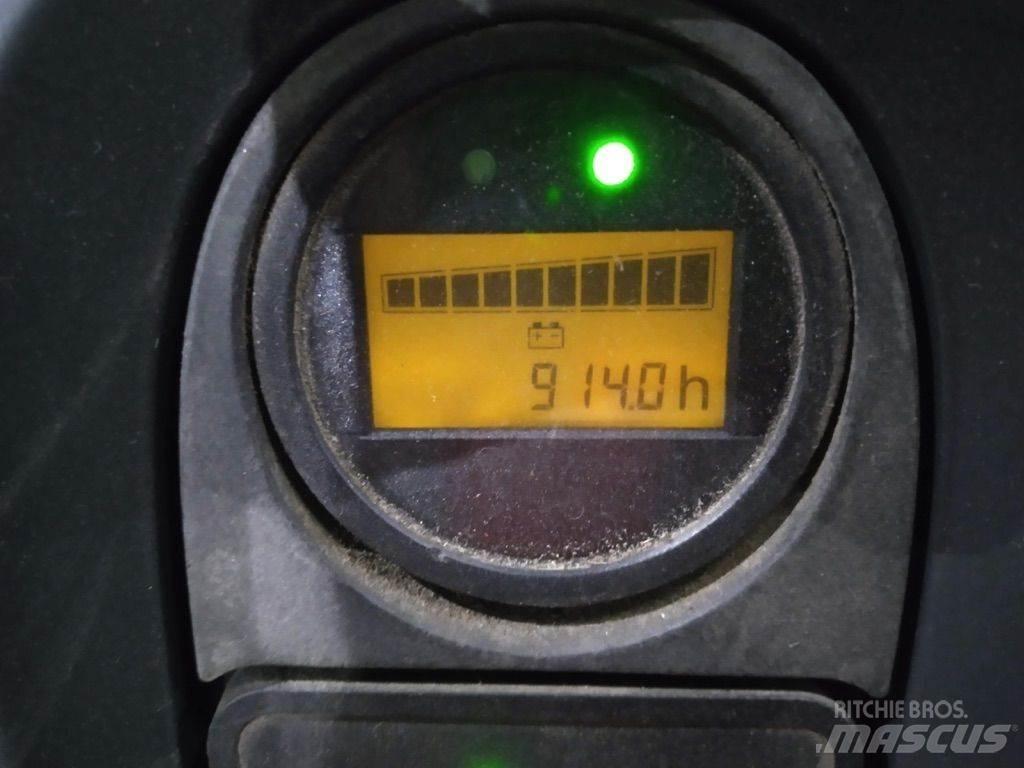 914.0h
RITCHIE BROS.
MASCUS